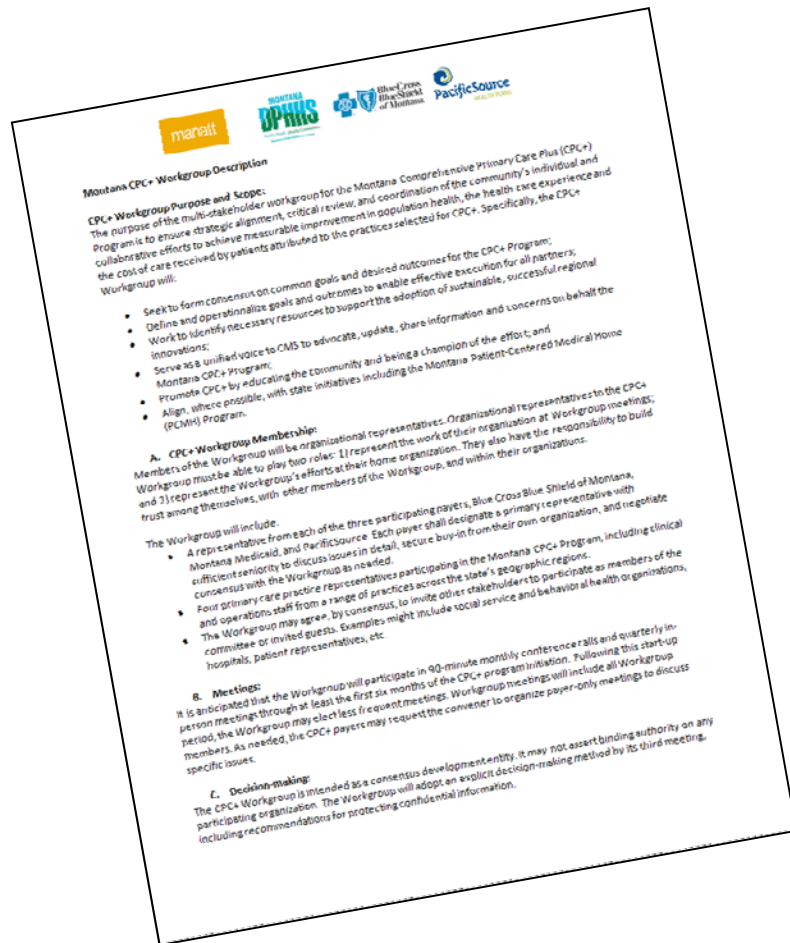 manatt
MONTANA
DPHHS
BlueCross
BlueShield
of Montana
PacificSource
HEALTH PLANS
Montana CPC+ Workgroup Description
CPC+ Workgroup Purpose and Scope:
The purpose of the multi-stakeholder workgroup for the Montana Comprehensive Primary Care Plus (CPC+)
Program is to ensure strategic alignment, critical review, and coordination of the community's individual and
collaborative efforts to achieve measurable improvement in population health, the health care experience and
the cost of care received by patients attributed to the practices selected for CPC+. Specifically, the CPC+
Workgroup will:
• Seek to form consensus on common goals and desired outcomes for the CPC+ Program;
• Define and operationalize goals and outcomes to enable effective execution for all partners;
• Work to identify necessary resources to support the adoption of sustainable, successful regional
innovations;
• Serve as a unified voice to CMS to advocate, update, share information and concerns on behalf the
Montana CPC+ Program;
• Promote CPC+ by educating the community and being a champion of the effort; and
• Align, where possible, with state initiatives including the Montana Patient-Centered Medical Home
(PCMH) Program.
A. CPC+ Workgroup Membership:
Members of the Workgroup will be organizational representatives. Organizational representatives to the CPC+
Workgroup must be able to play two roles: 1) represent the work of their organization at Workgroup meetings;
and 2) represent the Workgroup's efforts at their home organization. They also have the responsibility to build
trust among themselves, with other members of the Workgroup, and within their organizations.
The Workgroup will include:
• A representative from each of the three participating payers, Blue Cross Blue Shield of Montana,
Montana Medicaid, and PacificSource. Each payer shall designate a primary representative with
sufficient seniority to discuss issues in detail, secure buy-in from their own organization, and negotiate
consensus with the Workgroup as needed.
• Four primary care practice representatives participating in the Montana CPC+ Program, including clinical
and operations staff from a range of practices across the state's geographic regions.
• The Workgroup may agree, by consensus, to invite other stakeholders to participate as members of the
committee or invited guests. Examples might include social service and behavioral health organizations,
hospitals, patient representatives, etc.
B. Meetings:
It is anticipated that the Workgroup will participate in 90-minute monthly conference calls and quarterly in-
person meetings through at least the first six months of the CPC+ program initiation. Following this start-up
period, the Workgroup may elect less frequent meetings. Workgroup meetings will include all Workgroup
members. As needed, the CPC+ payers may request the convener to organize payer-only meetings to discuss
specific issues.
C. Decision-making:
The CPC+ Workgroup is intended as a consensus development entity. It may not assert binding authority on any
participating organization. The Workgroup will adopt an explicit decision-making method by its third meeting,
including recommendations for protecting confidential information.